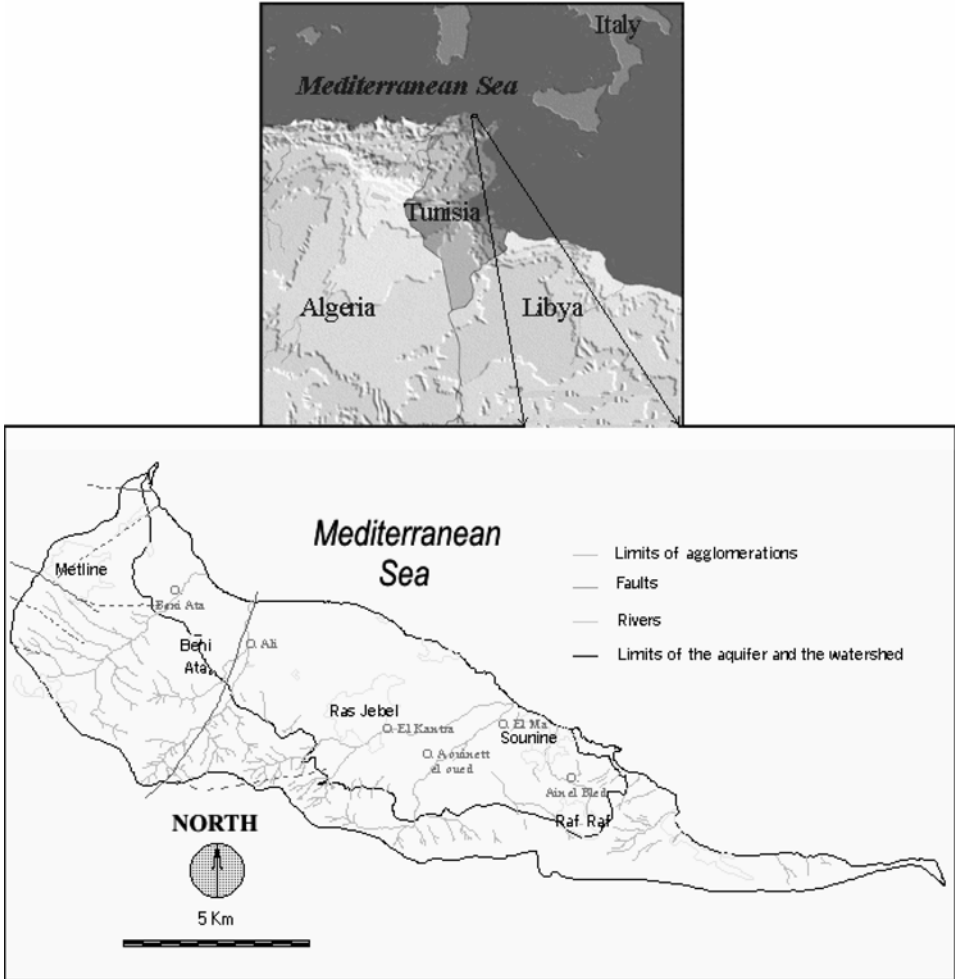 Italy
Mediterranean Sea
Tunisia
Algeria
Libya
Mediterranean
Sea
Limits of agglomerations
Faults
Rivers
Limits of the aquifer and the watershed
Metline
Beni Ata
Beni
Ata
Ali
Ras Jebel
El Kantra
El Ma
Sounine
Aouinett
el oued
Ain el Bled
Raf Raf
NORTH
5 Km